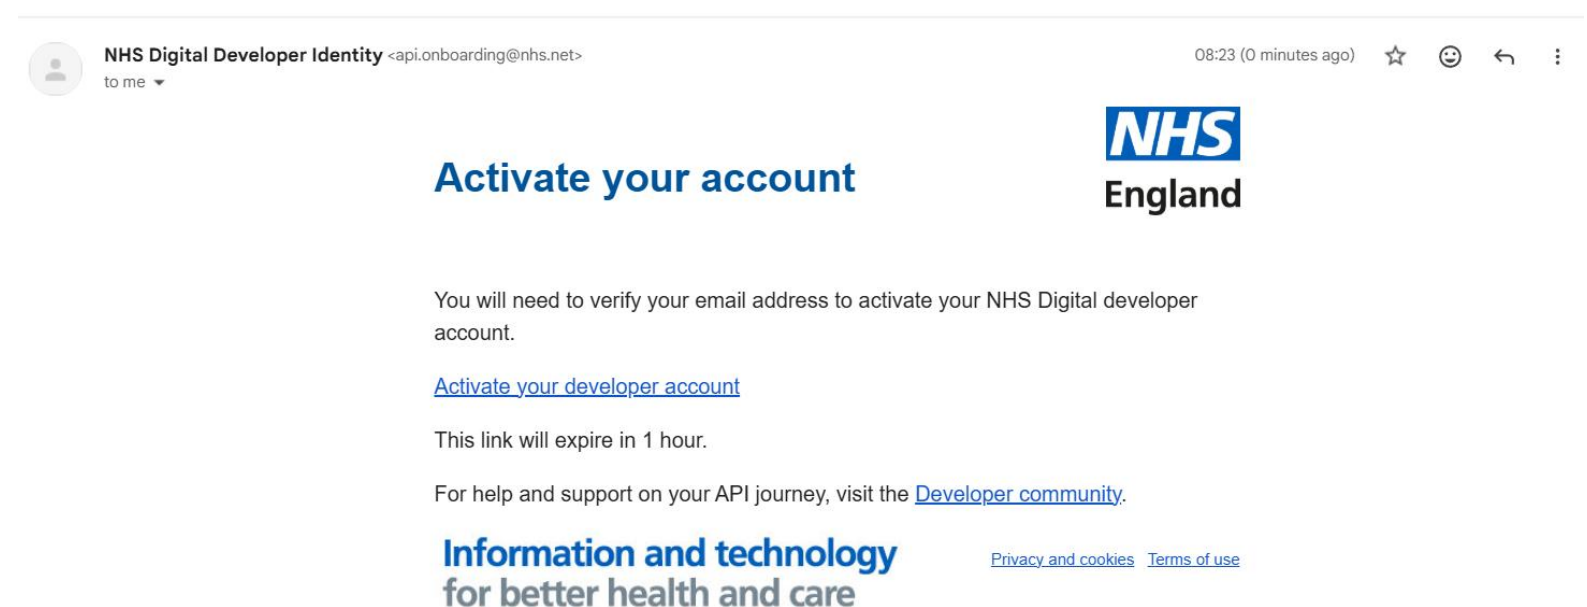 NHS Digital Developer Identity <api.onboarding@nhs.net>
08:23 (0 minutes ago)
to me
NHS
England
Activate your account
You will need to verify your email address to activate your NHS Digital developer
account.
Activate your developer account
This link will expire in 1 hour.
For help and support on your API journey, visit the Developer community.
Information and technology
for better health and care
Privacy and cookies Terms of use